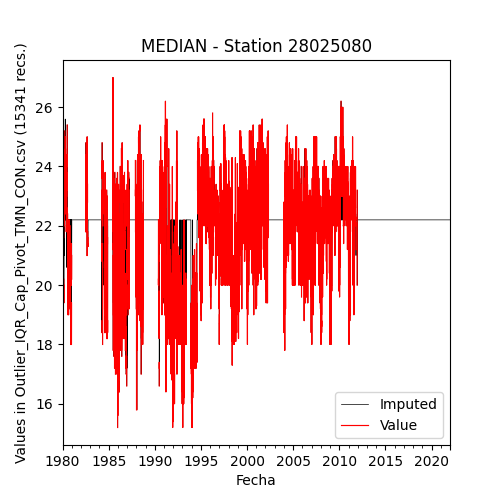 MEDIAN - Station 28025080
Values in Outlier_IQR_Cap_Pivot_TMN_CON.csv (15341 recs.)
26
24
22
20
18
16
Imputed
Value
1980 1985 1990 1995 2000 2005 2010 2015 2020
Fecha